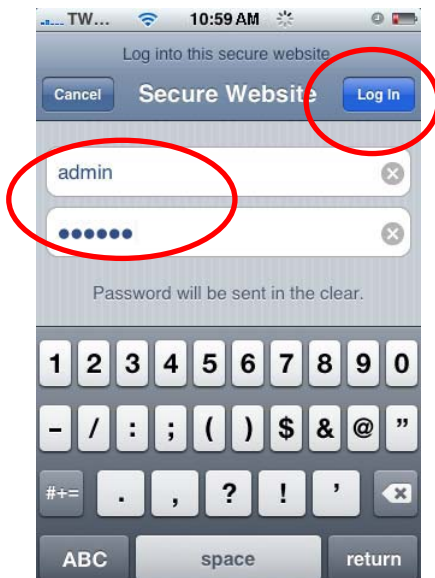 TW... 10:59 AM
Log into this secure website
Cancel Secure Website Log In
admin
••••••
Password will be sent in the clear.
1 2 3 4 5 6 7 8 9 0
- / : ; ( ) $ & @ "
#+= . , ? ! '
ABC space return